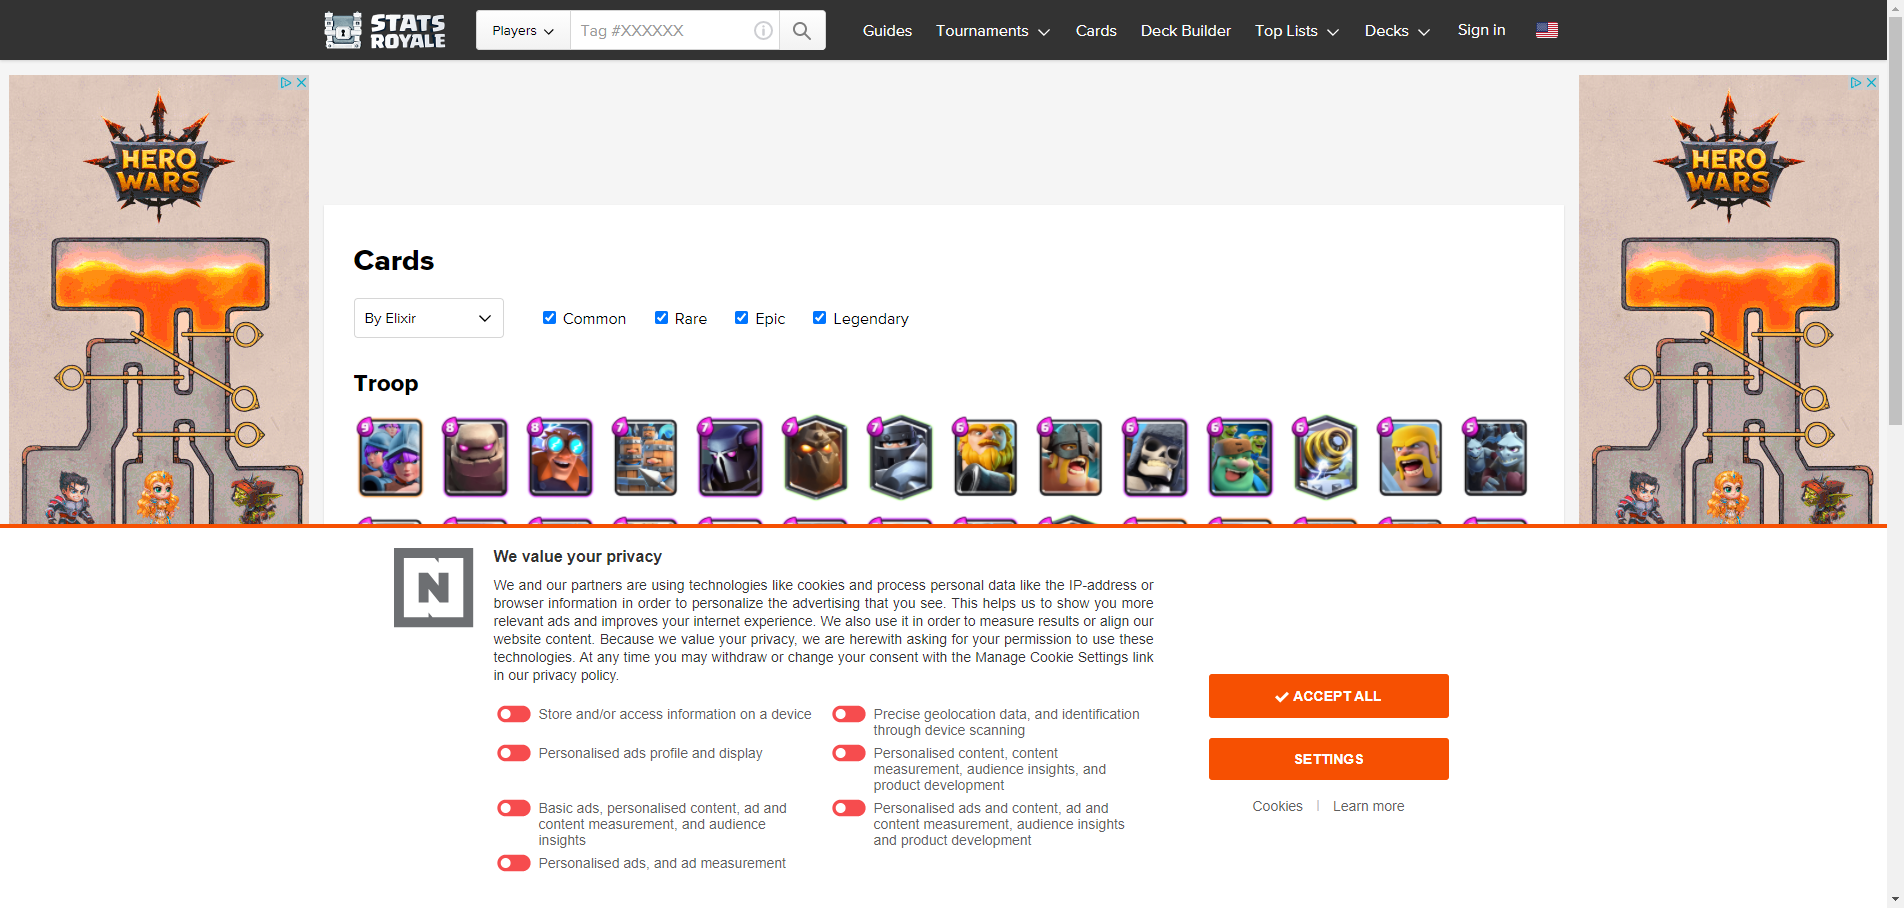 STATS ROYALE
Players
Tag #XXXXXX
Guides
Tournaments
Cards
Deck Builder
Top Lists
Decks
Sign in
HERO
WARS
HERO
WARS
Cards
By Elixir
Common
Rare
Epic
Legendary
Troop
9 8 8 7 7 7 7 6 6 6 6 6 5 5
N
We value your privacy
We and our partners are using technologies like cookies and process personal data like the IP-address or
browser information in order to personalize the advertising that you see. This helps us to show you more
relevant ads and improves your internet experience. We also use it in order to measure results or align our
website content. Because we value your privacy, we are herewith asking for your permission to use these
technologies. At any time you may withdraw or change your consent with the Manage Cookie Settings link
in our privacy policy.
Store and/or access information on a device
Precise geolocation data, and identification
through device scanning
Personalised ads profile and display
Personalised content, content
measurement, audience insights, and
product development
Basic ads, personalised content, ad and
content measurement, and audience
insights
Personalised ads and content, ad and
content measurement, audience insights
and product development
Personalised ads, and ad measurement
ACCEPT ALL
SETTINGS
Cookies | Learn more